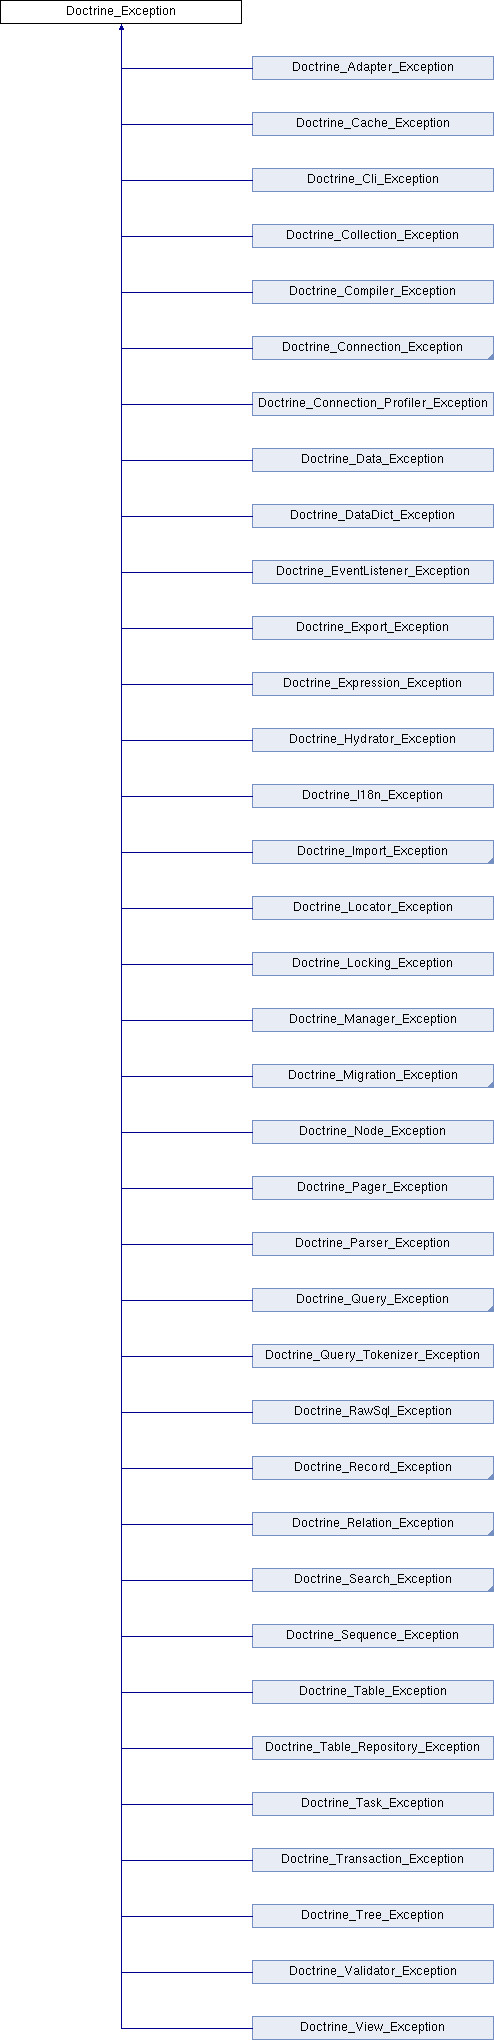 Doctrine_Exception
Doctrine_Adapter_Exception
Doctrine_Cache_Exception
Doctrine_Cli_Exception
Doctrine_Collection_Exception
Doctrine_Compiler_Exception
Doctrine_Connection_Exception
Doctrine_Connection_Profiler_Exception
Doctrine_Data_Exception
Doctrine_DataDict_Exception
Doctrine_EventListener_Exception
Doctrine_Export_Exception
Doctrine_Expression_Exception
Doctrine_Hydrator_Exception
Doctrine_I18n_Exception
Doctrine_Import_Exception
Doctrine_Locator_Exception
Doctrine_Locking_Exception
Doctrine_Manager_Exception
Doctrine_Migration_Exception
Doctrine_Node_Exception
Doctrine_Pager_Exception
Doctrine_Parser_Exception
Doctrine_Query_Exception
Doctrine_Query_Tokenizer_Exception
Doctrine_RawSql_Exception
Doctrine_Record_Exception
Doctrine_Relation_Exception
Doctrine_Search_Exception
Doctrine_Sequence_Exception
Doctrine_Table_Exception
Doctrine_Table_Repository_Exception
Doctrine_Task_Exception
Doctrine_Transaction_Exception
Doctrine_Tree_Exception
Doctrine_Validator_Exception
Doctrine_View_Exception